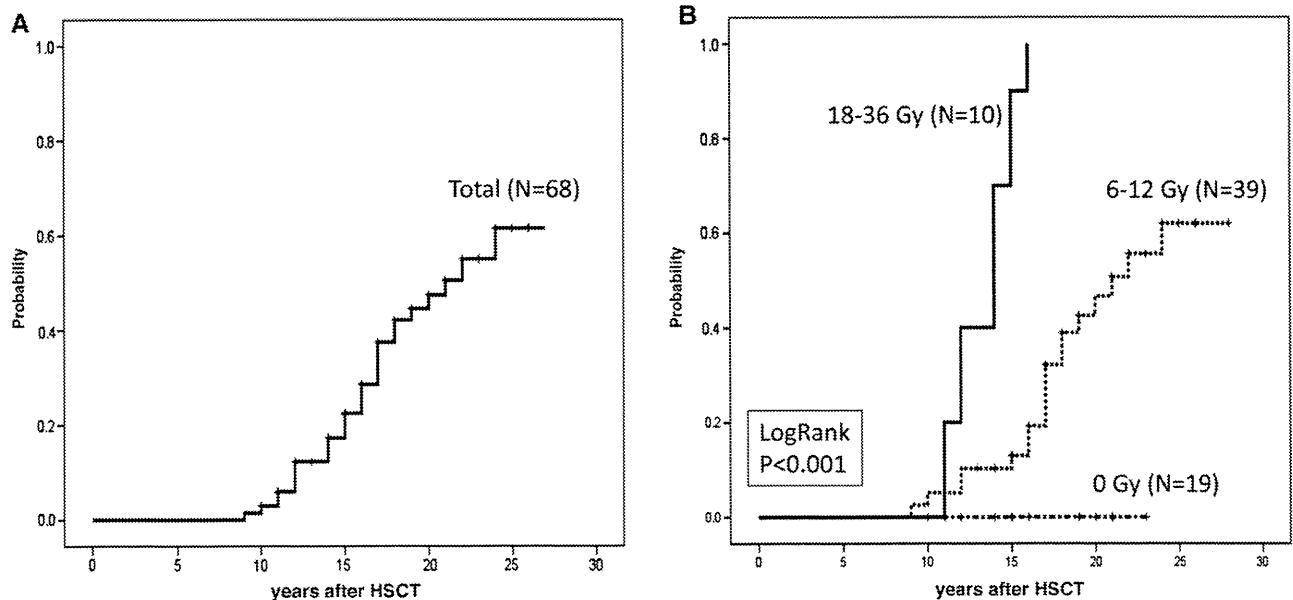 A
1.0
0.8
0.6
0.4
0.2
0.0
Probability
Total (N=68)
0 5 10 15 20 25 30
years after HSCT
B
1.0
0.8
0.6
0.4
0.2
0.0
Probability
18-36 Gy (N=10)
6-12 Gy (N=39)
LogRank
P<0.001
0 Gy (N=19)
0 5 10 15 20 25 30
years after HSCT